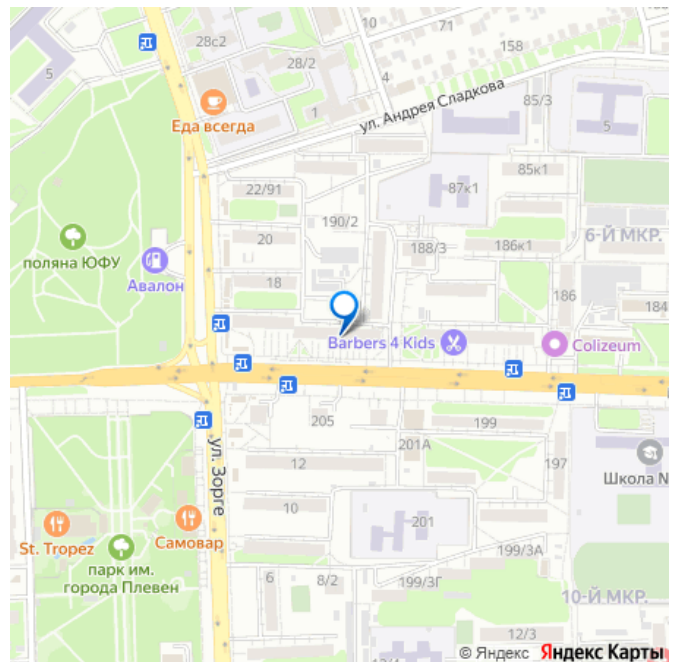 10
71
158
28с2
28/2
4
5
Еда всегда
1
ул. Андрея Сладкова
85/3
5
85к1
22/91
87к1
190/2
6-Й МКР.
поляна ЮФУ
20
188/3
186к1
Авалон
18
186
184
Barbers 4 Kids
Colizeum
205
199
201А
197
ул. Зорге
12
Школа N
10
201
St. Tropez
Самовар
парк им.
города Плевен
199/3А
6
8/2
199/3Г
10-Й МКР.
12/3
14/3
© Яндекс Яндекс Карты